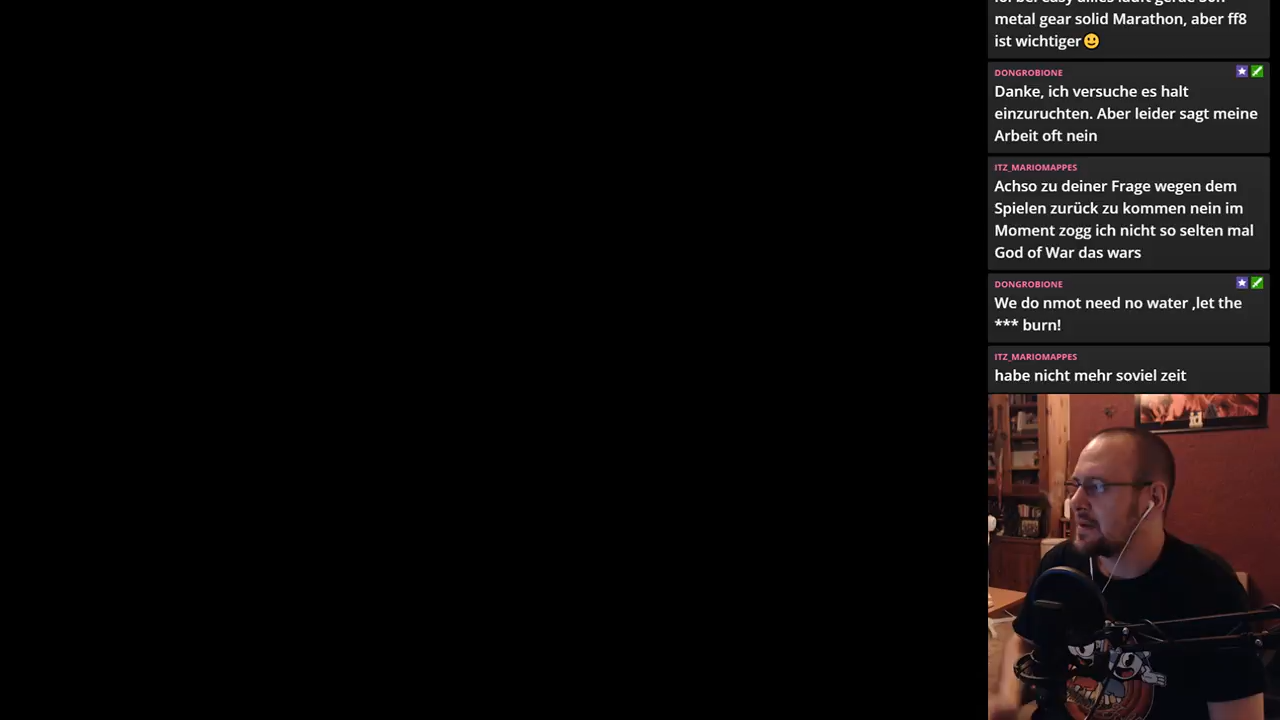 metal gear solid Marathon, aber ff8
ist wichtiger
DONGROBIONE
Danke, ich versuche es halt
einzuruchten. Aber leider sagt meine
Arbeit oft nein
ITZ_MARIOMAPPES
Achso zu deiner Frage wegen dem
Spielen zurück zu kommen nein im
Moment zogg ich nicht so selten mal
God of War das wars
DONGROBIONE
We do nmot need no water ,let the
*** burn!
ITZ_MARIOMAPPES
habe nicht mehr soviel zeit